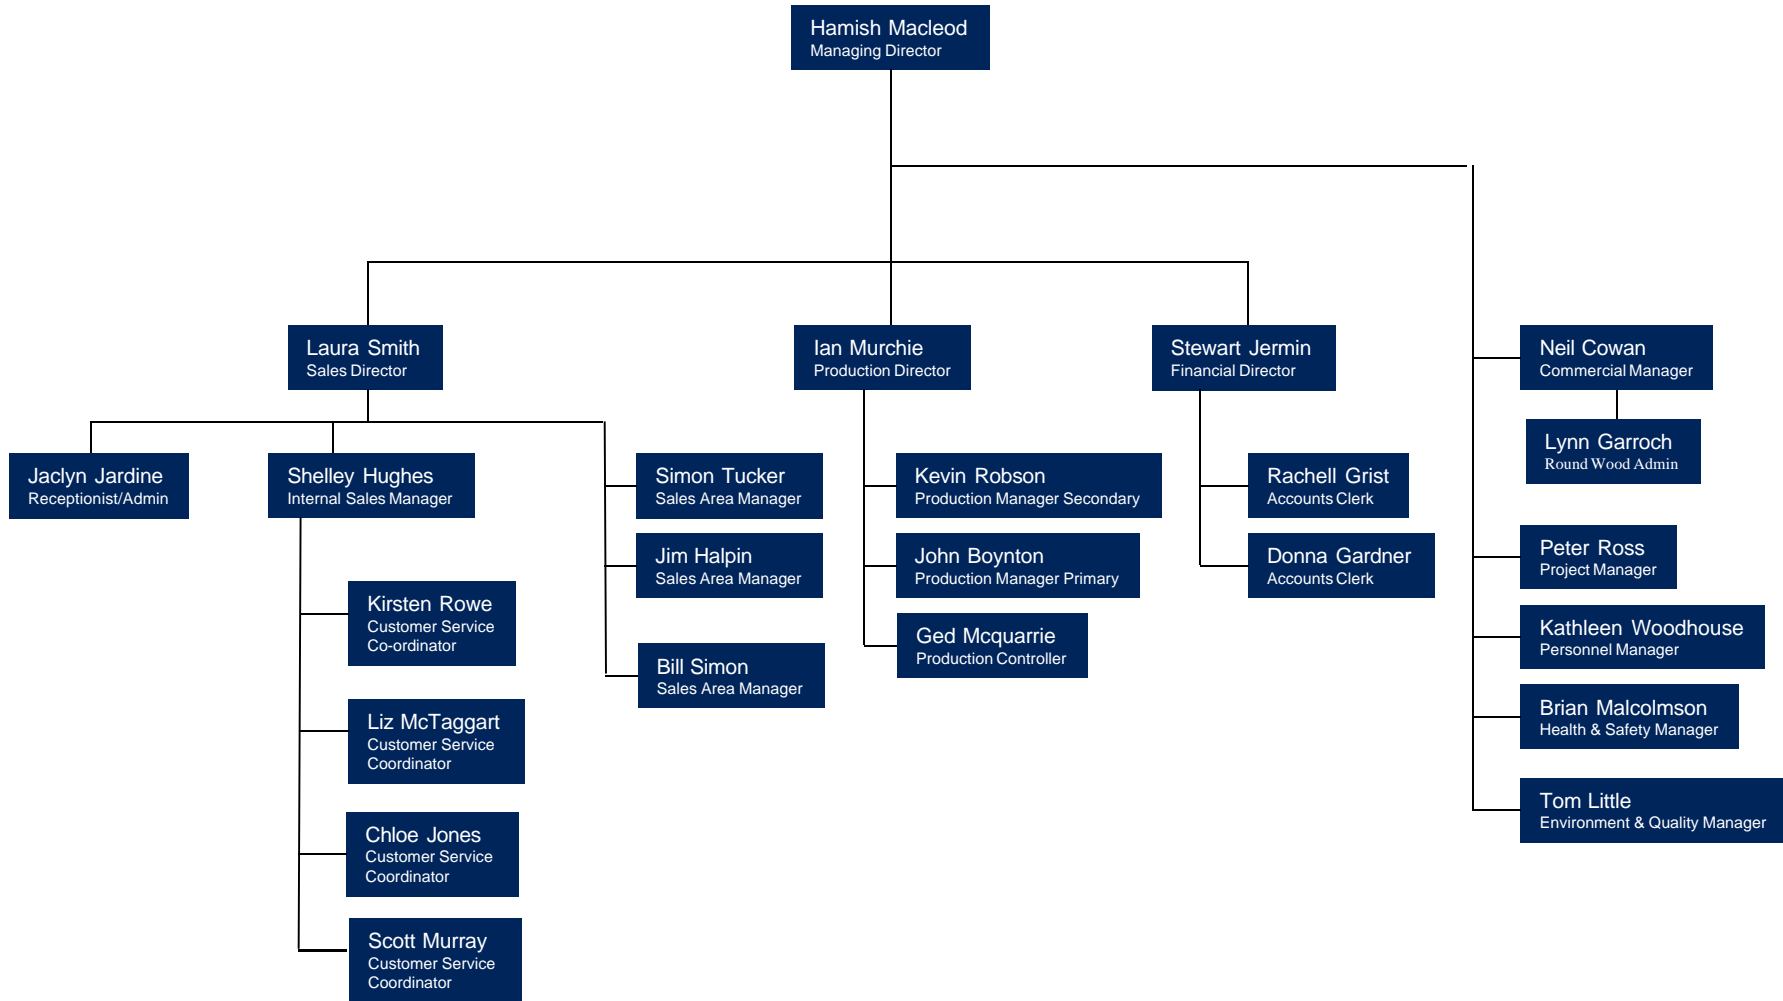 Hamish Macleod
Managing Director
Laura Smith
Sales Director
Ian Murchie
Production Director
Stewart Jermin
Financial Director
Neil Cowan
Commercial Manager
Lynn Garroch
Round Wood Admin
Jaclyn Jardine
Receptionist/Admin
Shelley Hughes
Internal Sales Manager
Simon Tucker
Sales Area Manager
Kevin Robson
Production Manager Secondary
Rachell Grist
Accounts Clerk
Jim Halpin
Sales Area Manager
John Boynton
Production Manager Primary
Donna Gardner
Accounts Clerk
Peter Ross
Project Manager
Kirsten Rowe
Customer Service
Co-ordinator
Bill Simon
Sales Area Manager
Ged Mcquarrie
Production Controller
Kathleen Woodhouse
Personnel Manager
Liz McTaggart
Customer Service
Coordinator
Brian Malcolmson
Health & Safety Manager
Tom Little
Environment & Quality Manager
Chloe Jones
Customer Service
Coordinator
Scott Murray
Customer Service
Coordinator